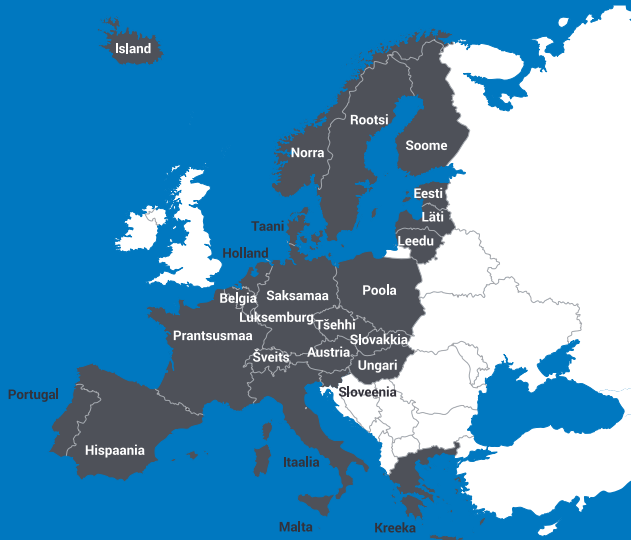 Island
Rootsi
Soome
Norra
Eesti
Läti
Taani
Leedu
Holland
Poola
Belgia
Saksamaa
Luksemburg
Tšehhi
Prantsusmaa
Slovakkia
Austria
Šveits
Ungari
Sloveenia
Portugal
Hispaania
Itaalia
Malta
Kreeka